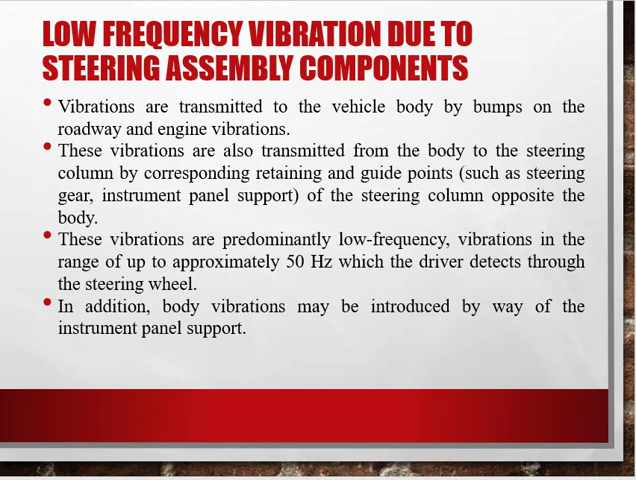 LOW FREQUENCY VIBRATION DUE TO
STEERING ASSEMBLY COMPONENTS
• Vibrations are transmitted to the vehicle body by bumps on the
roadway and engine vibrations.
• These vibrations are also transmitted from the body to the steering
column by corresponding retaining and guide points (such as steering
gear, instrument panel support) of the steering column opposite the
body.
• These vibrations are predominantly low-frequency, vibrations in the
range of up to approximately 50 Hz which the driver detects through
the steering wheel.
• In addition, body vibrations may be introduced by way of the
instrument panel support.